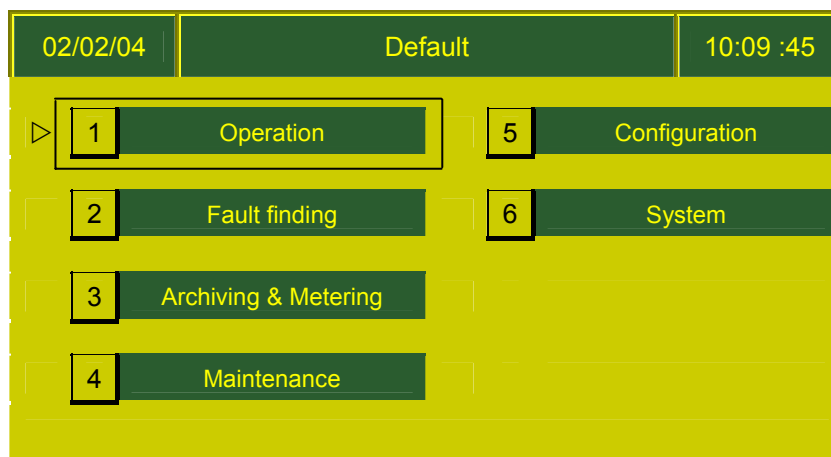 02/02/04 Default 10:09 :45
1 Operation
2 Fault finding
3 Archiving & Metering
4 Maintenance
5 Configuration
6 System